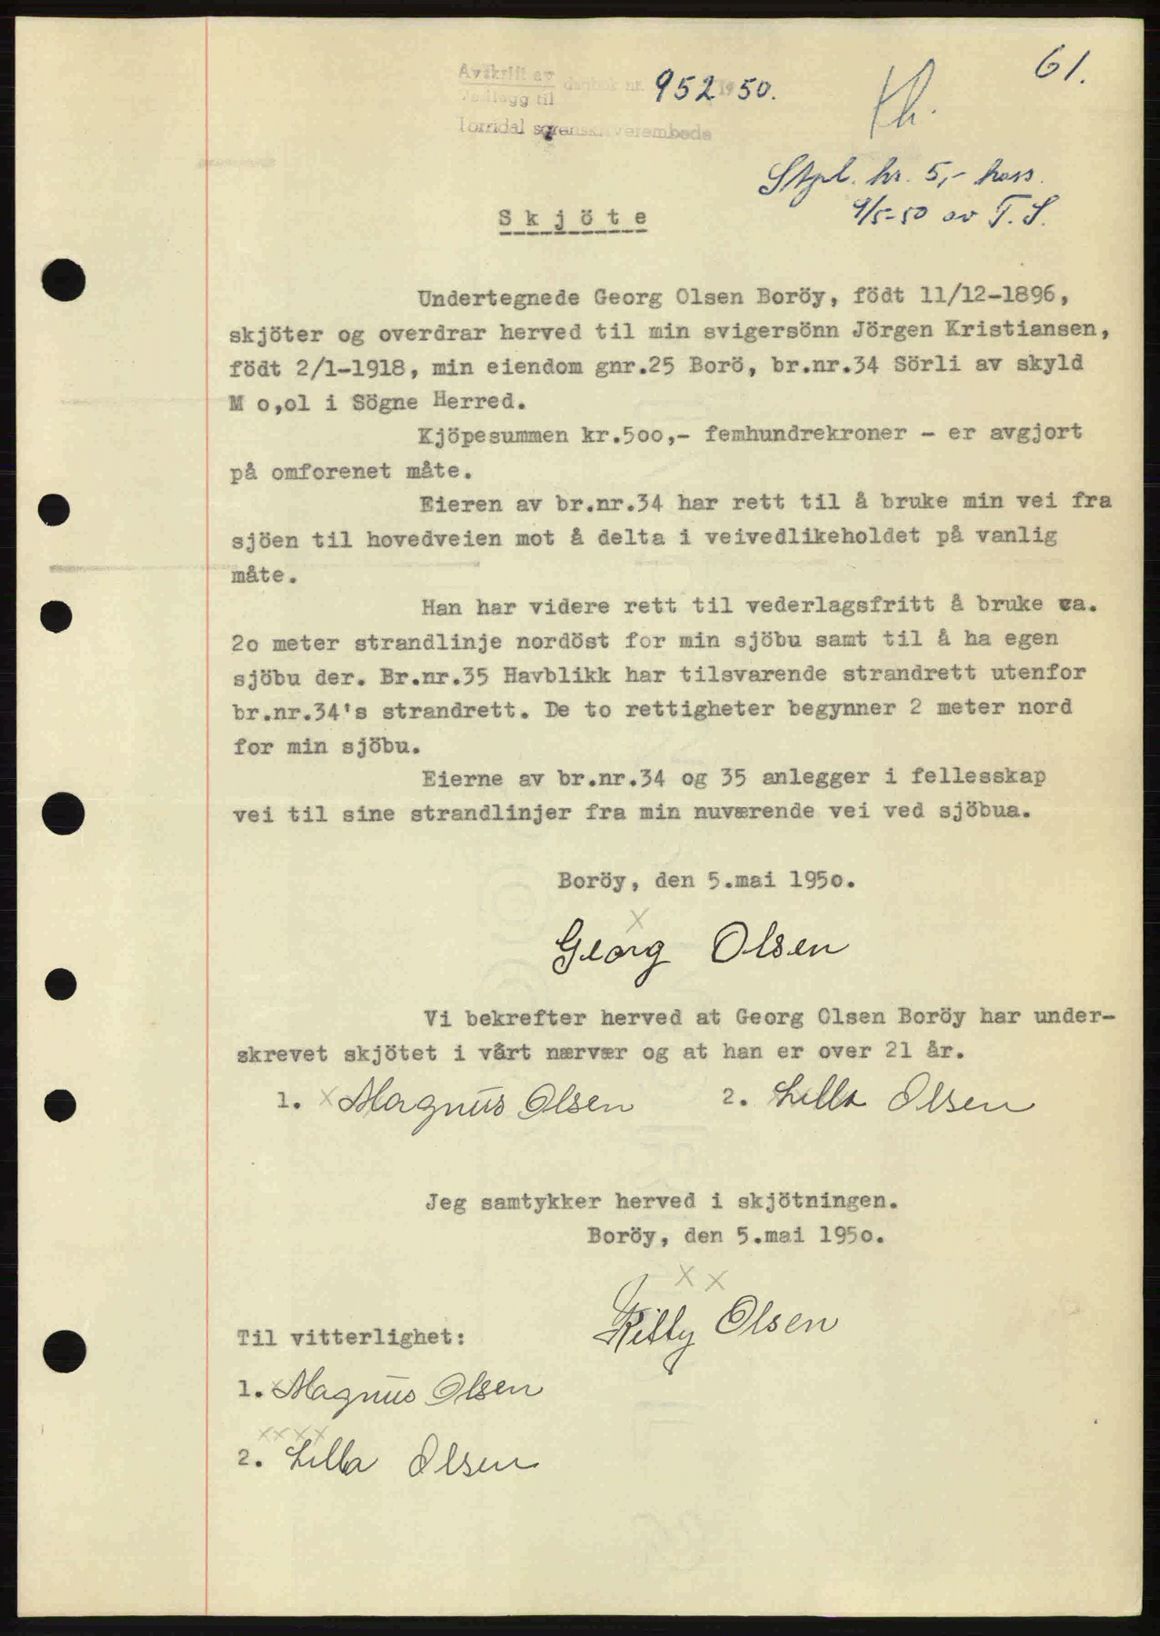 61.
Avskrift av
Vedlegg til dagbok nr. 952 1950.
Torridal sorenskriverembede
Stpl. kr. 5,- kass.
9/5-50 av T. S.
Skjöte
Undertegnede Georg Olsen Boröy, födt 11/12-1896,
skjöter og overdrar herved til min svigersönn Jörgen Kristiansen,
födt 2/1-1918, min eiendom gnr.25 Borö, br.nr.34 Sörli av skyld
M o,o1 i Sögne Herred.
Kjöpesummen kr.5oo,- femhundrekroner - er avgjort
på omforenet måte.
Eieren av br.nr.34 har rett til å bruke min vei fra
sjöen til hovedveien mot å delta i veivedlikeholdet på vanlig
måte.
Han har videre rett til vederlagsfritt å bruke ca.
2o meter strandlinje nordöst for min sjöbu samt til å ha egen
sjöbu der. Br.nr.35 Havblikk har tilsvarende strandrett utenfor
br.nr.34's strandrett. De to rettigheter begynner 2 meter nord
for min sjöbu.
Eierne av br.nr.34 og 35 anlegger i fellesskap
vei til sine strandlinjer fra min nuværende vei ved sjöbua.
Boröy, den 5.mai 195o.
Georg Olsen
Vi bekrefter herved at Georg Olsen Boröy har under-
skrevet skjötet i vårt nærvær og at han er over 21 år.
1. Magnus Olsen 2. Lilla Olsen
Jeg samtykker herved i skjötningen.
Boröy, den 5.mai 195o.
Kitty Olsen
Til vitterlighet:
1. Magnus Olsen
2. Lilla Olsen